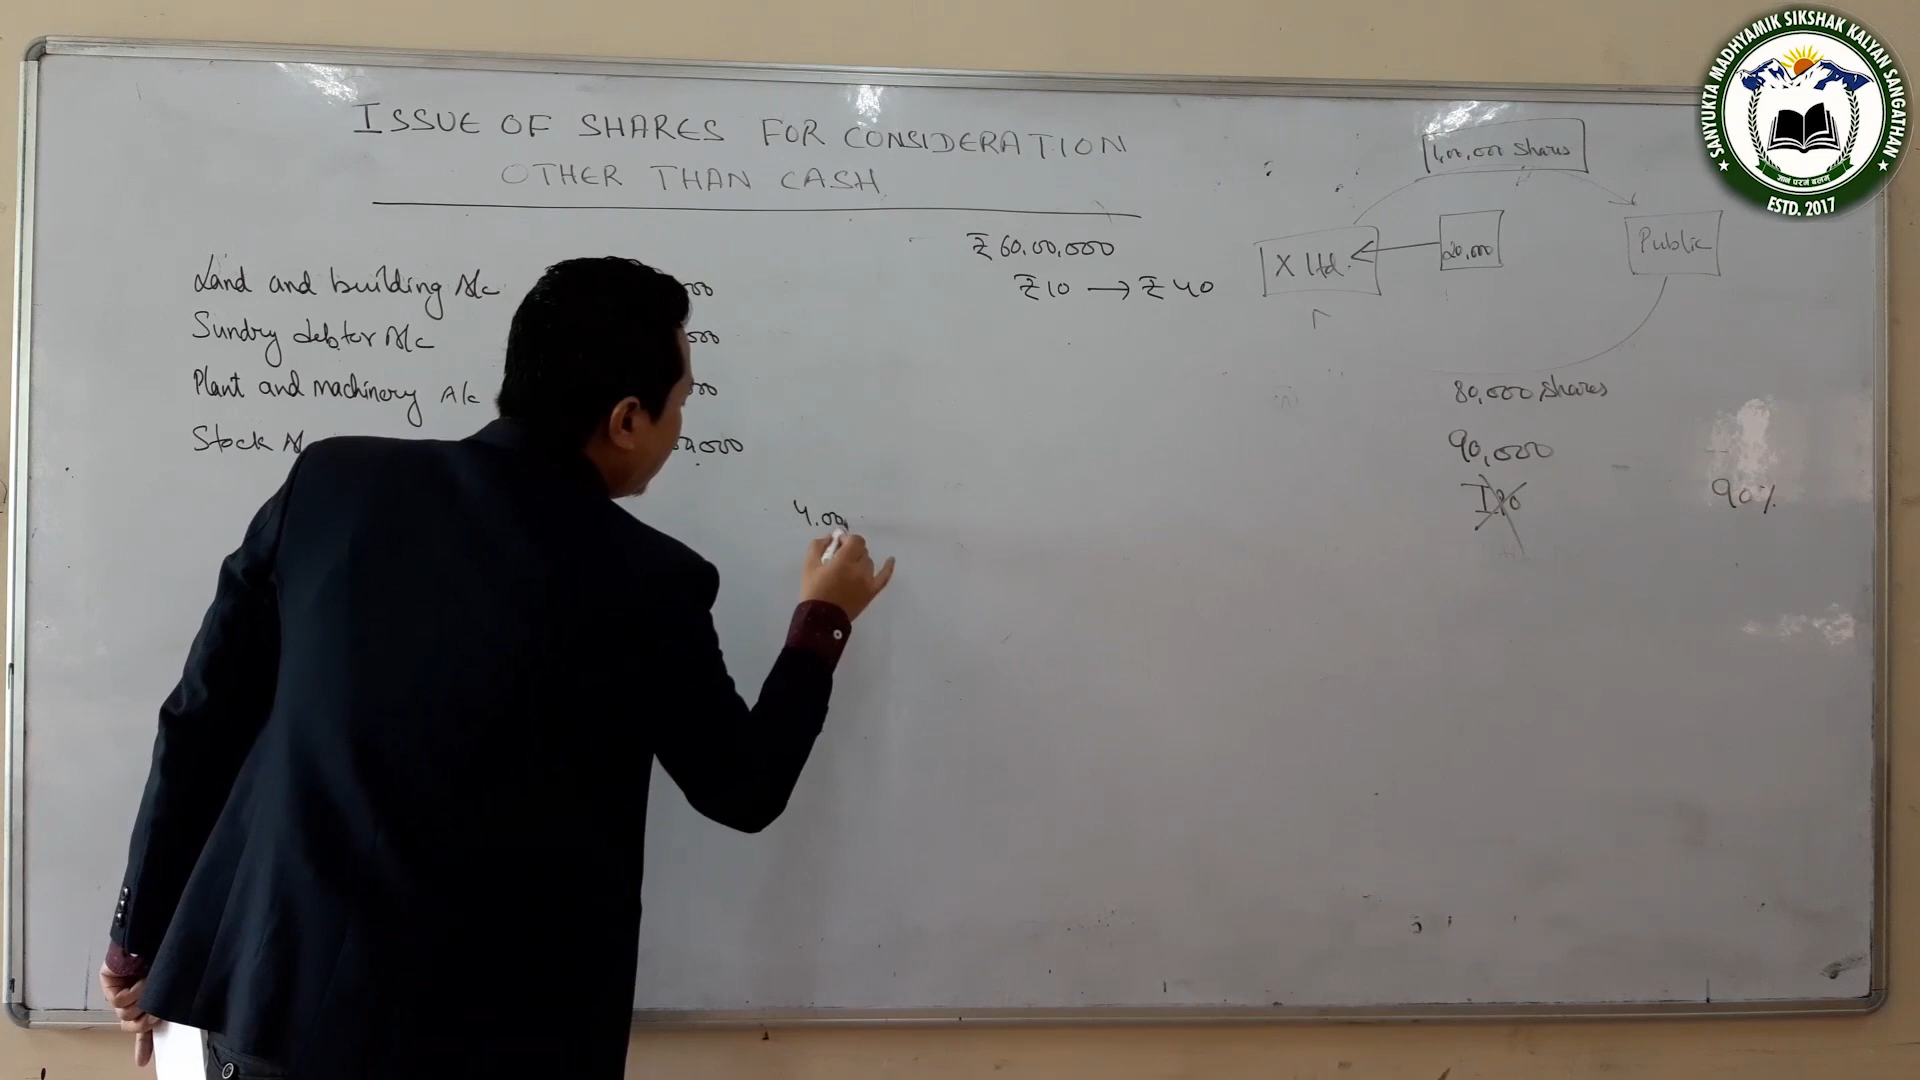 ISSUE OF SHARES FOR CONSIDERATION
OTHER THAN CASH
₹ 60,00,000
₹ 10 → ₹ 40
Land and building A/c
Sundry debtor A/c
Plant and machinery A/c
Stock
4,00,
1,00,000 Shares
X ltd.
20,000
Public
80,000 Shares
90,000
90%
SANYUKTA MADHYAMIK SIKSHAK KALYAN SANGATHAN
ज्ञानं परमं बलम्
ESTD. 2017